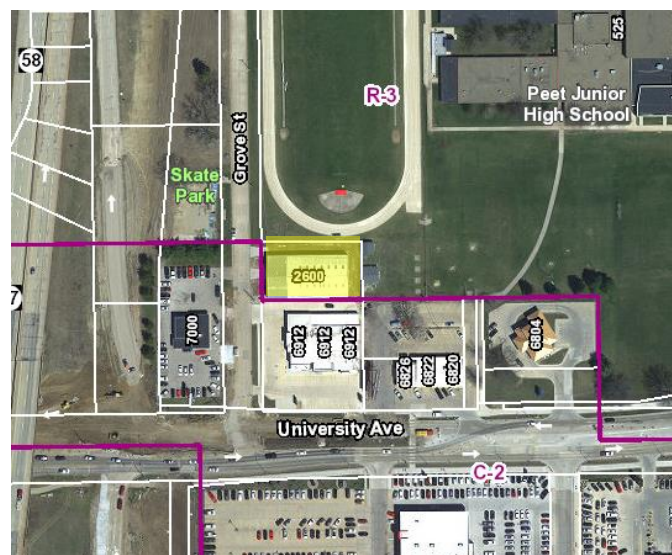 58
525
R-3
Peet Junior
High School
Grove St
Skate
Park
2600
7
7000
6912
6912
6912
6826
6822
6820
6804
University Ave
C-2